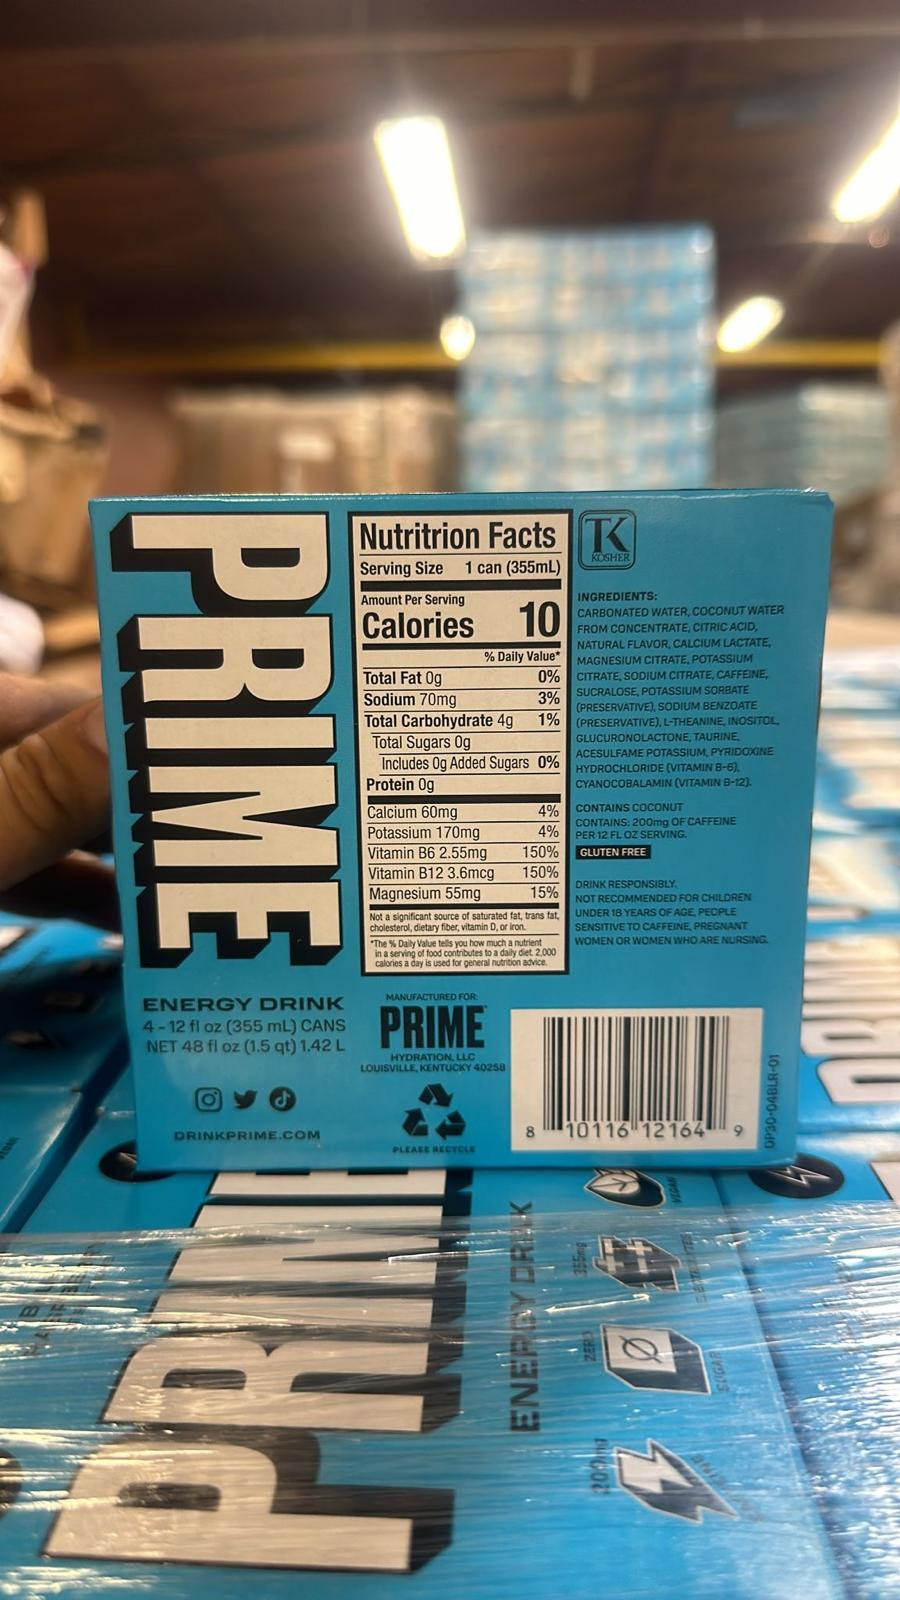 PRIME
ENERGY DRINK
4 - 12 fl oz (355 mL) CANS
NET 48 fl oz (1.5 qt) 1.42 L
DRINKPRIME.COM
Nutritrion Facts
Serving Size 1 can (355mL)
Amount Per Serving
Calories 10
% Daily Value*
Total Fat 0g 0%
Sodium 70mg 3%
Total Carbohydrate 4g 1%
Total Sugars 0g
Includes 0g Added Sugars 0%
Protein 0g
Calcium 60mg 4%
Potassium 170mg 4%
Vitamin B6 2.55mg 150%
Vitamin B12 3.6mcg 150%
Magnesium 55mg 15%
Not a significant source of saturated fat, trans fat,
cholesterol, dietary fiber, vitamin D, or iron.
*The % Daily Value tells you how much a nutrient
in a serving of food contributes to a daily diet. 2,000
calories a day is used for general nutrition advice.
MANUFACTURED FOR:
PRIME
HYDRATION, LLC
LOUISVILLE, KENTUCKY 40258
PLEASE RECYCLE
TK
KOSHER
INGREDIENTS:
CARBONATED WATER, COCONUT WATER
FROM CONCENTRATE, CITRIC ACID,
NATURAL FLAVOR, CALCIUM LACTATE,
MAGNESIUM CITRATE, POTASSIUM
CITRATE, SODIUM CITRATE, CAFFEINE,
SUCRALOSE, POTASSIUM SORBATE
(PRESERVATIVE), SODIUM BENZOATE
(PRESERVATIVE), L-THEANINE, INOSITOL,
GLUCURONOLACTONE, TAURINE,
ACESULFAME POTASSIUM, PYRIDOXINE
HYDROCHLORIDE (VITAMIN B-6),
CYANOCOBALAMIN (VITAMIN B-12).
CONTAINS COCONUT
CONTAINS: 200mg OF CAFFEINE
PER 12 FL OZ SERVING.
GLUTEN FREE
DRINK RESPONSIBLY.
NOT RECOMMENDED FOR CHILDREN
UNDER 18 YEARS OF AGE, PEOPLE
SENSITIVE TO CAFFEINE, PREGNANT
WOMEN OR WOMEN WHO ARE NURSING.
8 10116 12164 9
DP30-04BLR-01
PRIME
ENERGY DRINK
VEGAN
355mg
ELECTROLYTES
ZERO
SUGAR
200mg